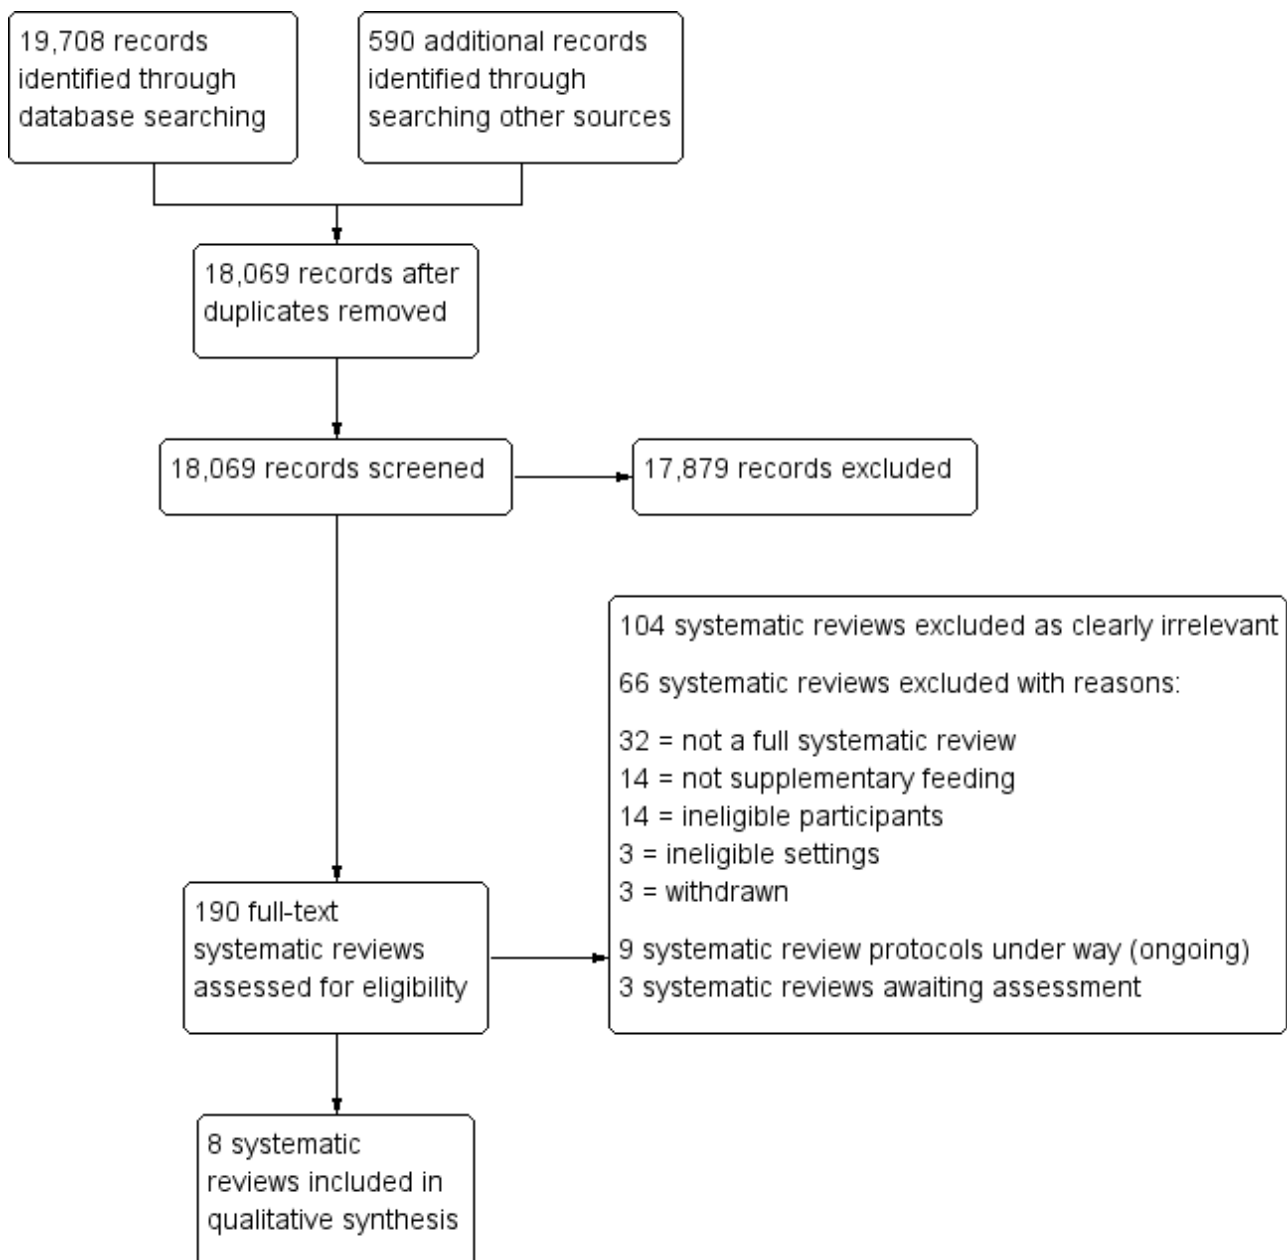 19,708 records
identified through
database searching
590 additional records
identified through
searching other sources
18,069 records after
duplicates removed
18,069 records screened
17,879 records excluded
104 systematic reviews excluded as clearly irrelevant
66 systematic reviews excluded with reasons:
32 = not a full systematic review
14 = not supplementary feeding
14 = ineligible participants
3 = ineligible settings
3 = withdrawn
9 systematic review protocols under way (ongoing)
3 systematic reviews awaiting assessment
190 full-text
systematic reviews
assessed for eligibility
8 systematic
reviews included in
qualitative synthesis